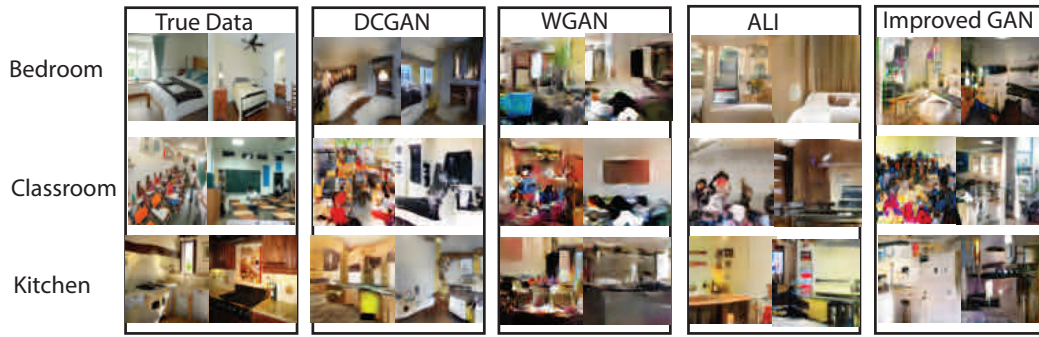 True Data DCGAN WGAN ALI Improved GAN
Bedroom
Classroom
Kitchen